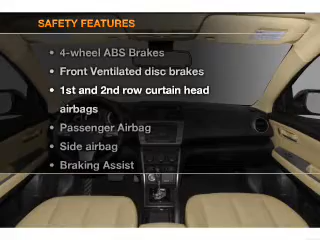 SAFETY FEATURES
• 4-wheel ABS Brakes
• Front Ventilated disc brakes
• 1st and 2nd row curtain head
airbags
• Passenger Airbag
• Side airbag
• Braking Assist